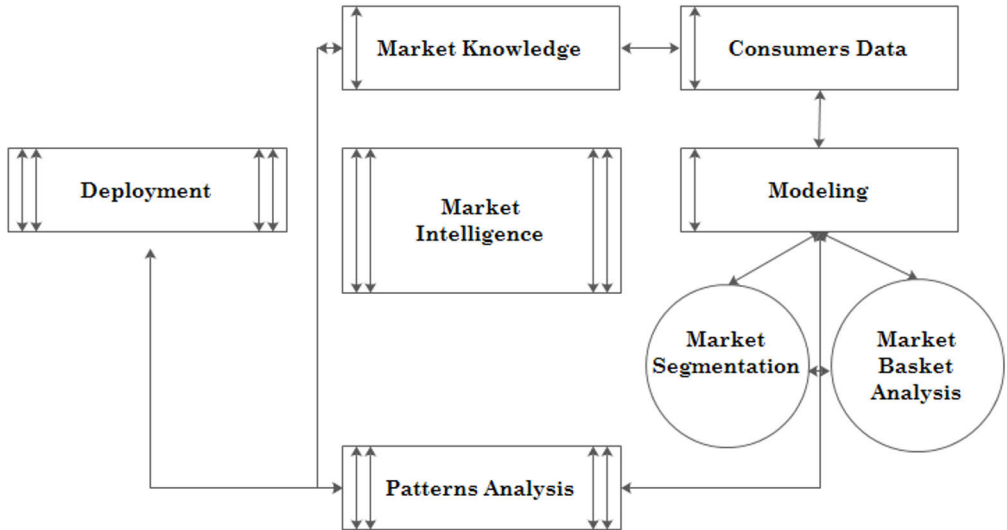 Market Knowledge
Consumers Data
Deployment
Market
Intelligence
Modeling
Market
Segmentation
Market
Basket
Analysis
Patterns Analysis